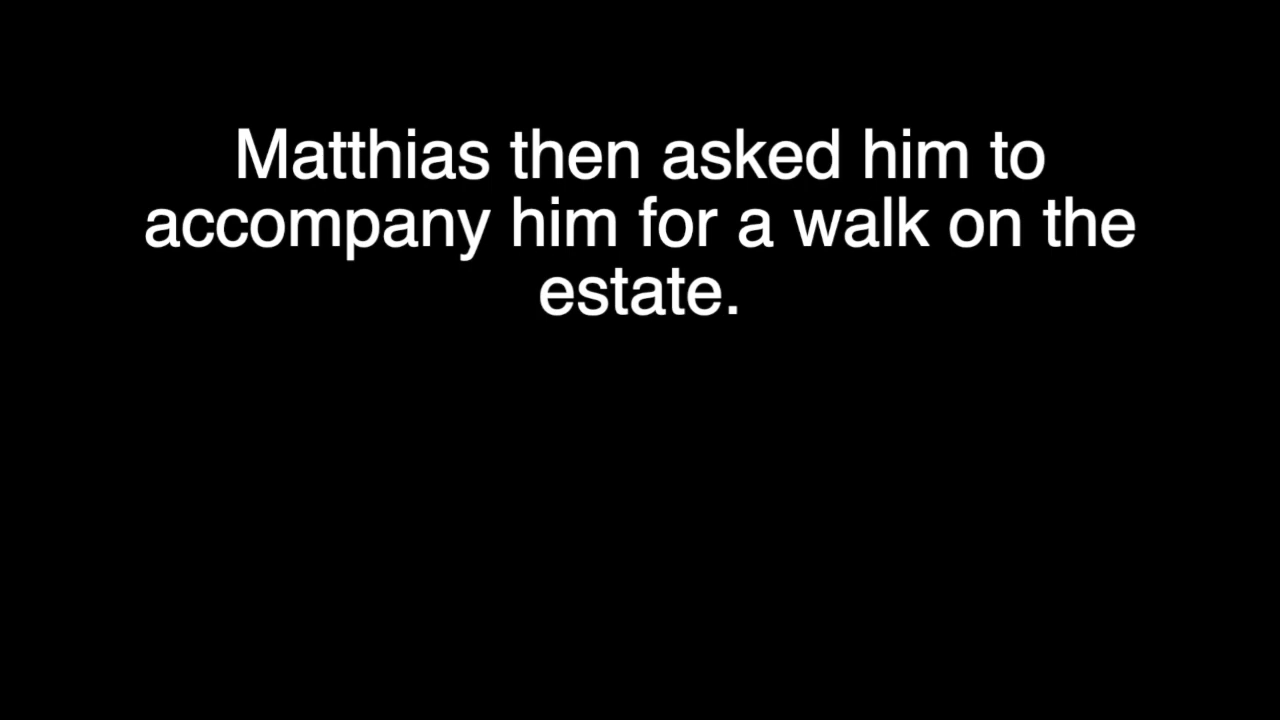 Matthias then asked him to
accompany him for a walk on the
estate.